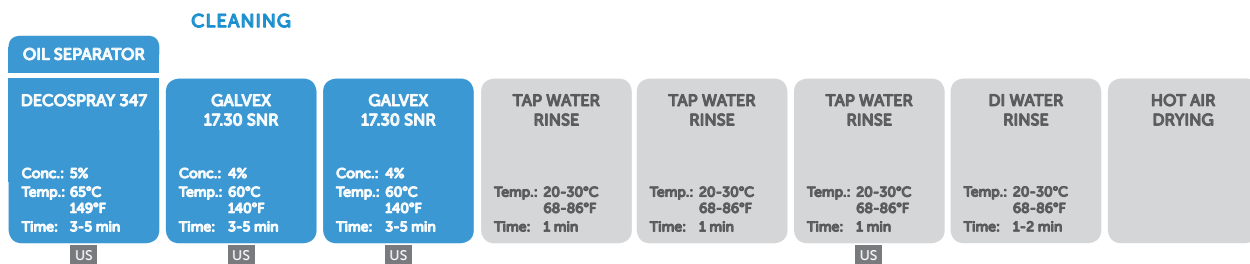 CLEANING
OIL SEPARATOR
DECOSPRAY 347
Conc.: 5%
Temp.: 65°C
149°F
Time: 3-5 min
US
GALVEX
17.30 SNR
Conc.: 4%
Temp.: 60°C
140°F
Time: 3-5 min
US
GALVEX
17.30 SNR
Conc.: 4%
Temp.: 60°C
140°F
Time: 3-5 min
US
TAP WATER
RINSE
Temp.: 20-30°C
68-86°F
Time: 1 min
TAP WATER
RINSE
Temp.: 20-30°C
68-86°F
Time: 1 min
TAP WATER
RINSE
Temp.: 20-30°C
68-86°F
Time: 1 min
US
DI WATER
RINSE
Temp.: 20-30°C
68-86°F
Time: 1-2 min
HOT AIR
DRYING